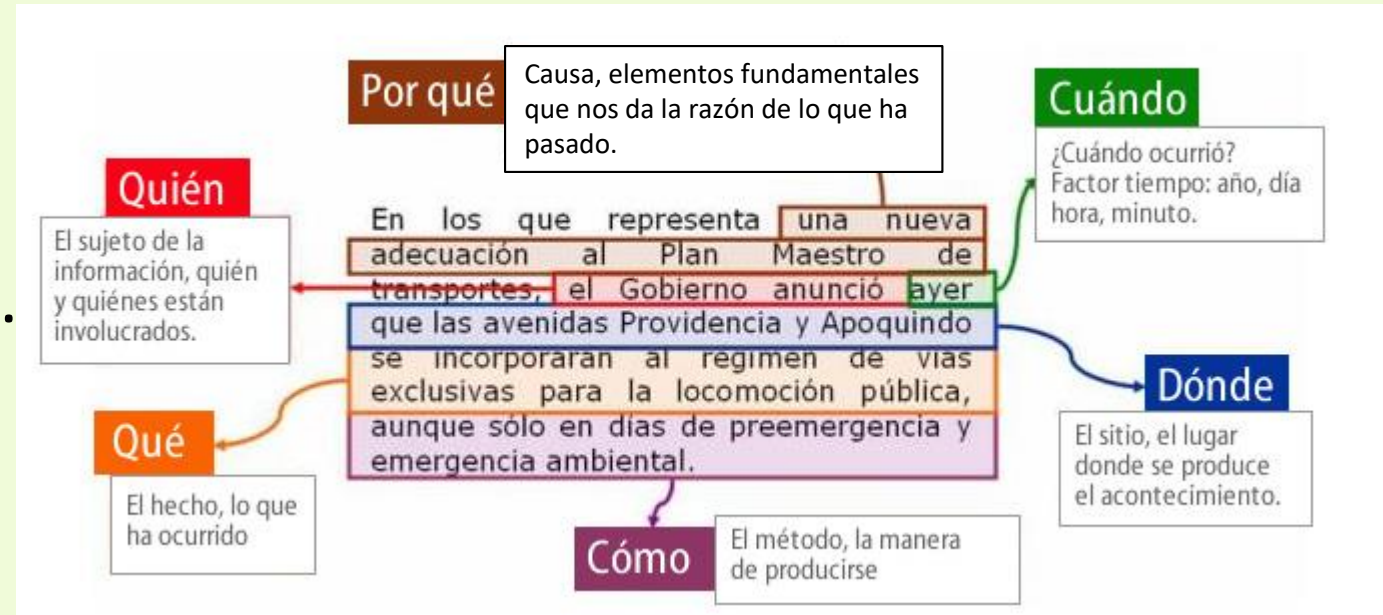 Por qué
Causa, elementos fundamentales
que nos da la razón de lo que ha
pasado.
Cuándo
¿Cuándo ocurrió?
Factor tiempo: año, día
hora, minuto.
Quién
El sujeto de la
información, quién
y quiénes están
involucrados.
En los que representa una nueva
adecuación al Plan Maestro de
transportes, el Gobierno anunció ayer
que las avenidas Providencia y Apoquindo
se incorporarán al régimen de vías
exclusivas para la locomoción pública,
aunque sólo en días de preemergencia y
emergencia ambiental.
Dónde
El sitio, el lugar
donde se produce
el acontecimiento.
Qué
El hecho, lo que
ha ocurrido
Cómo
El método, la manera
de producirse